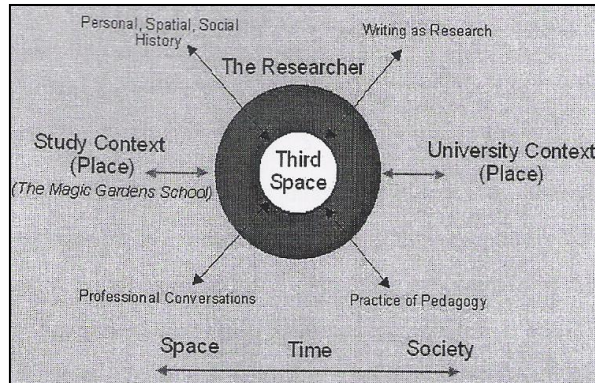 Personal, Spatial, Social
History
Writing as Research
The Researcher
Study Context
(Place)
(The Magic Gardens School)
Third
Space
University Context
(Place)
Professional Conversations
Practice of Pedagogy
Space Time Society